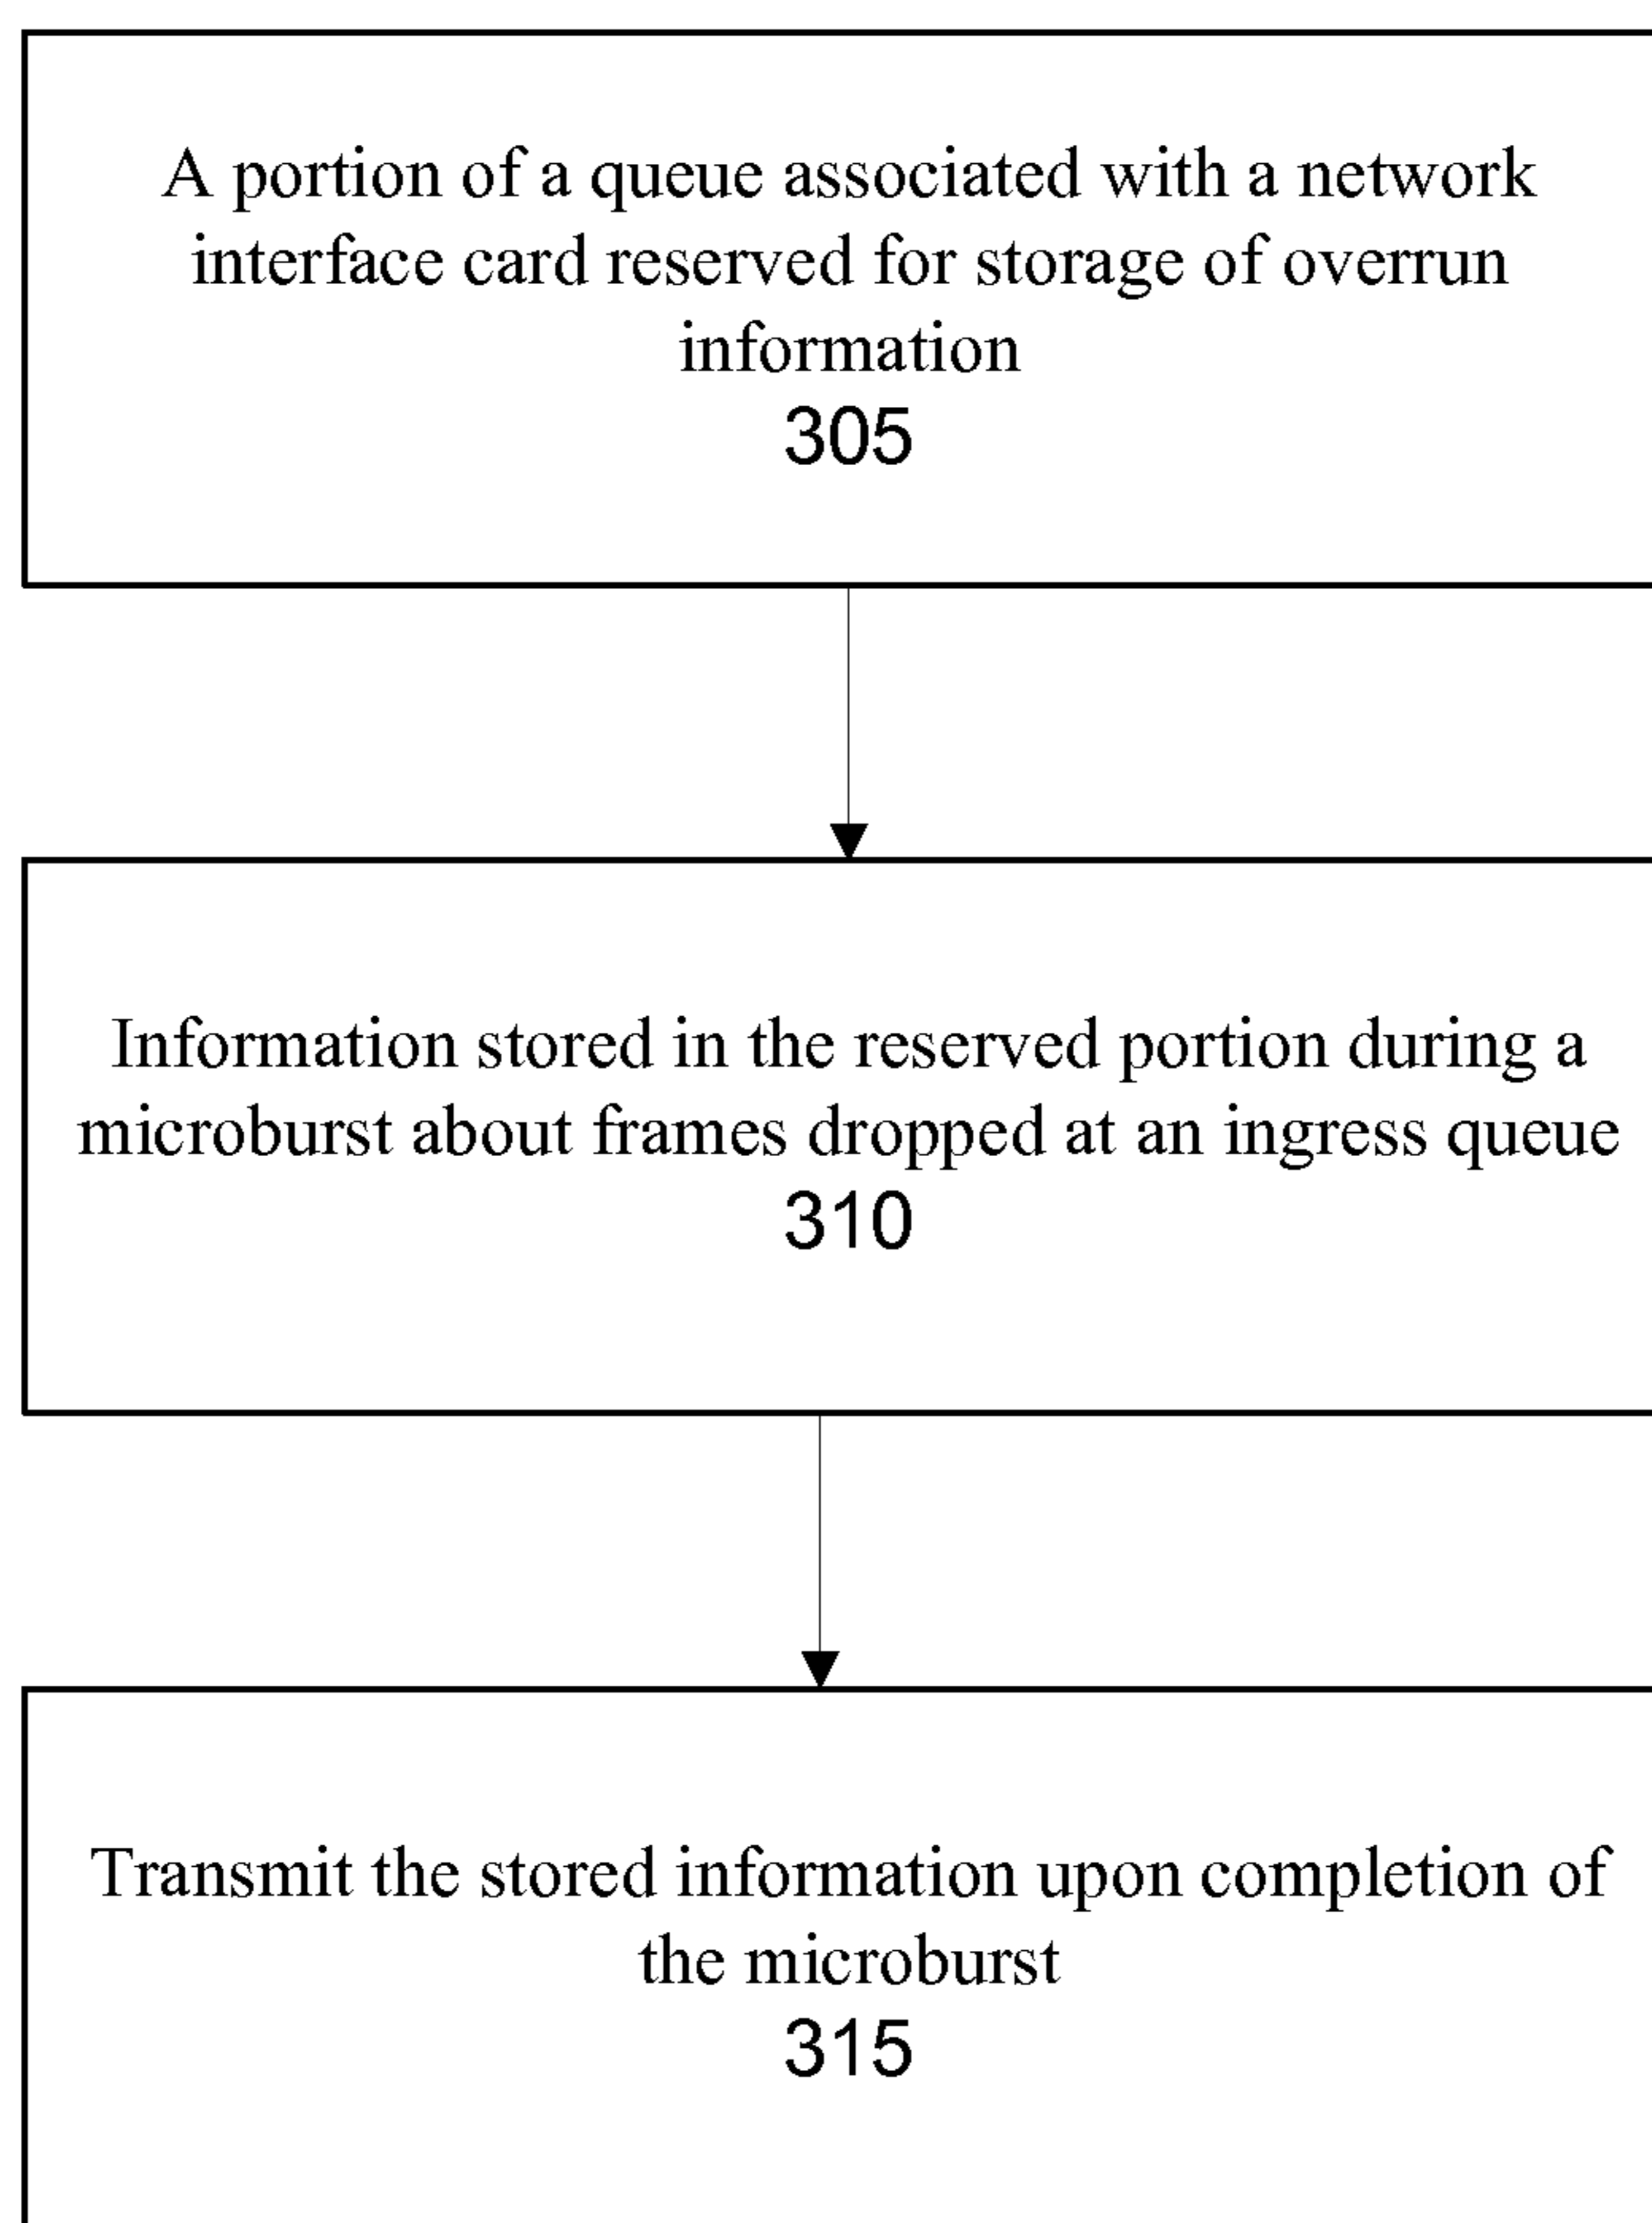 A portion of a queue associated with a network
interface card reserved for storage of overrun
information
305
Information stored in the reserved portion during a
microburst about frames dropped at an ingress queue
310
Transmit the stored information upon completion of
the microburst
315